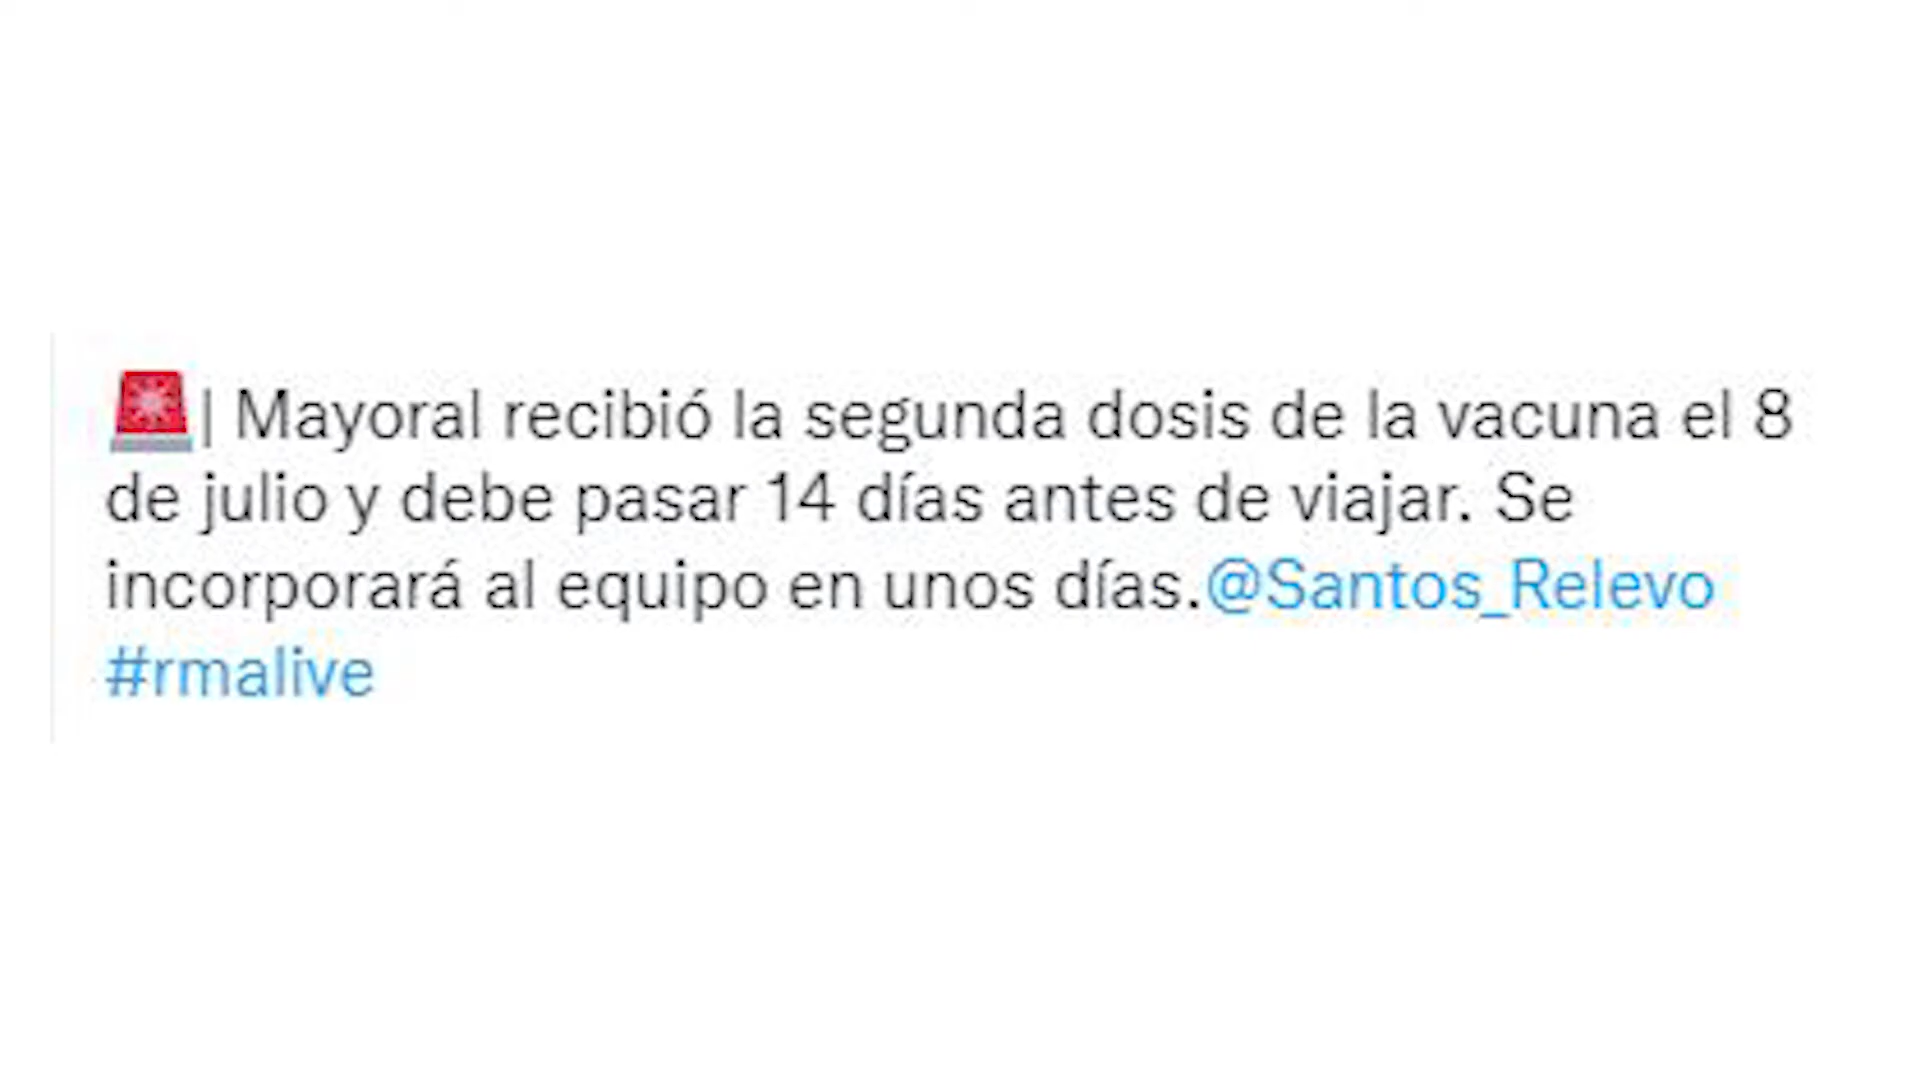 🚨| Mayoral recibió la segunda dosis de la vacuna el 8
de julio y debe pasar 14 días antes de viajar. Se
incorporará al equipo en unos días.@Santos_Relevo
#rmalive